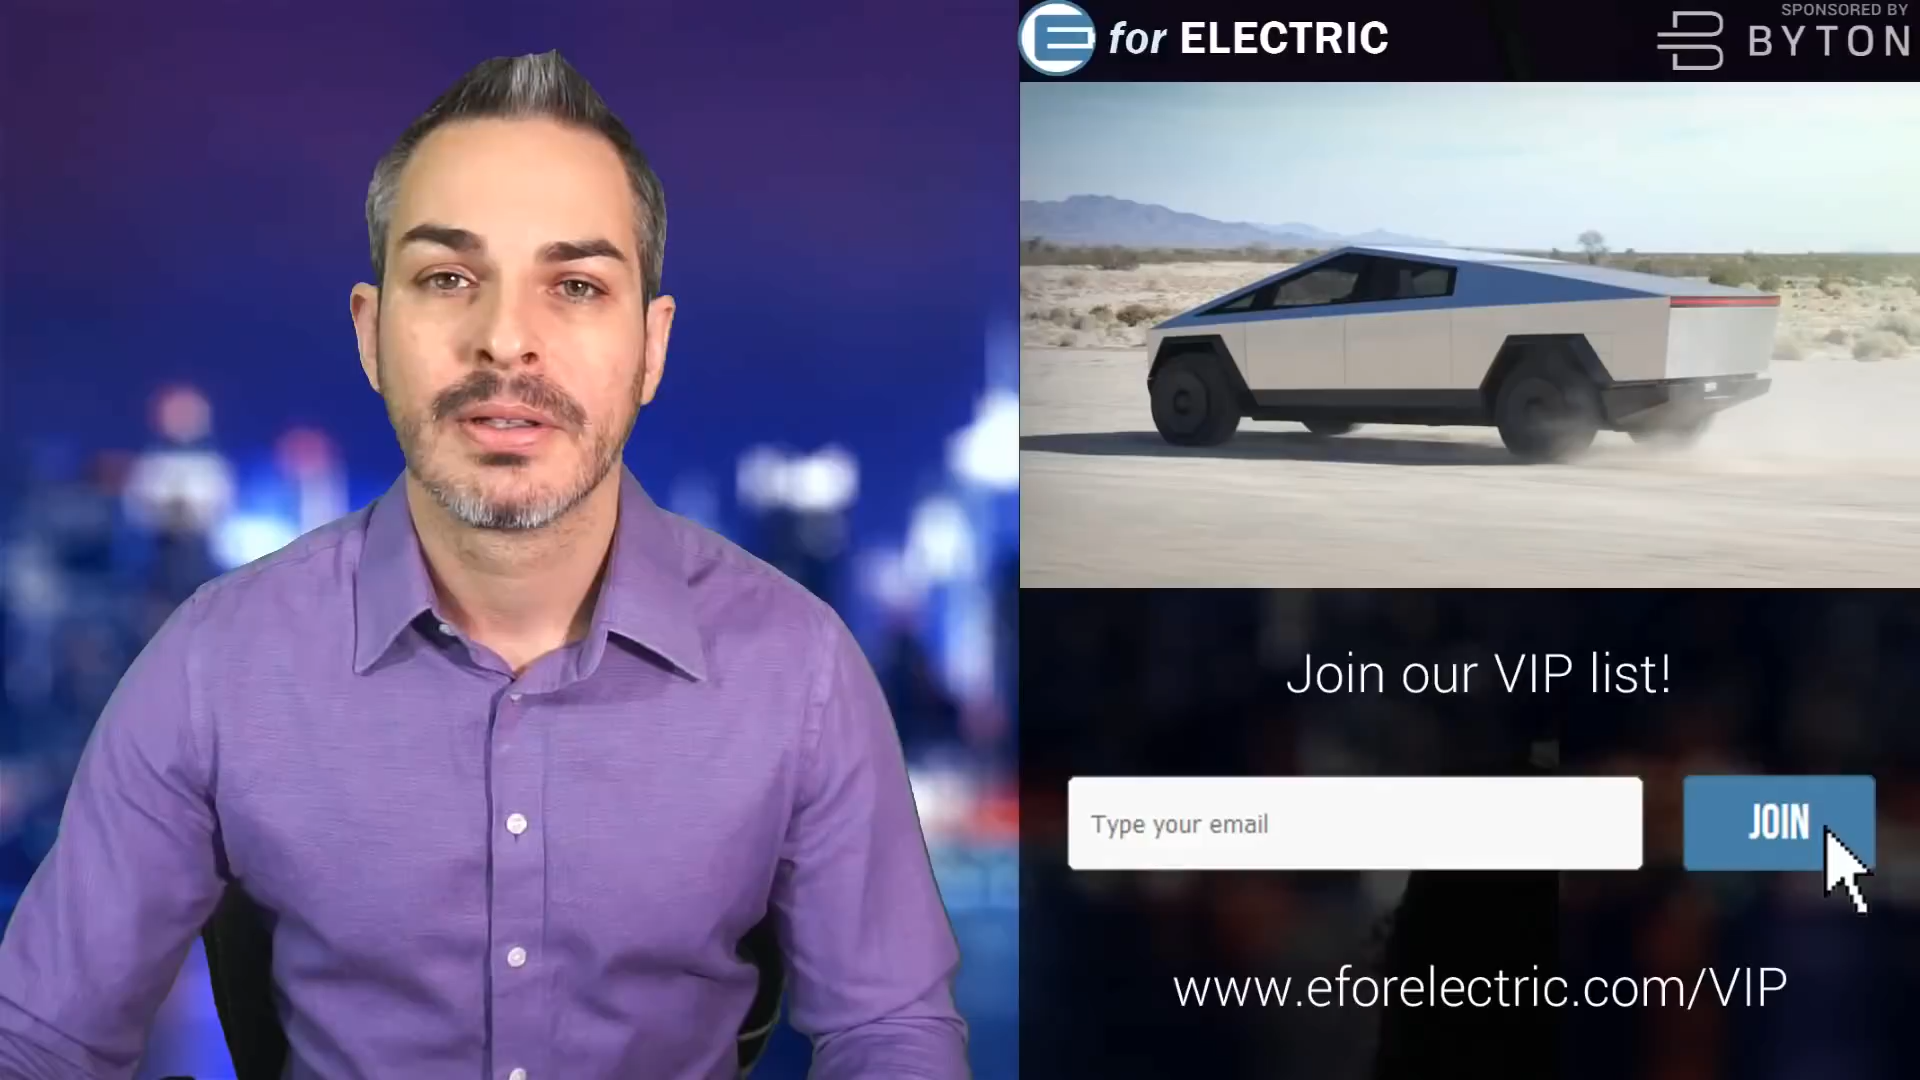 E for ELECTRIC
SPONSORED BY
BYTON
Join our VIP list!
Type your email
JOIN
www.eforelectric.com/VIP